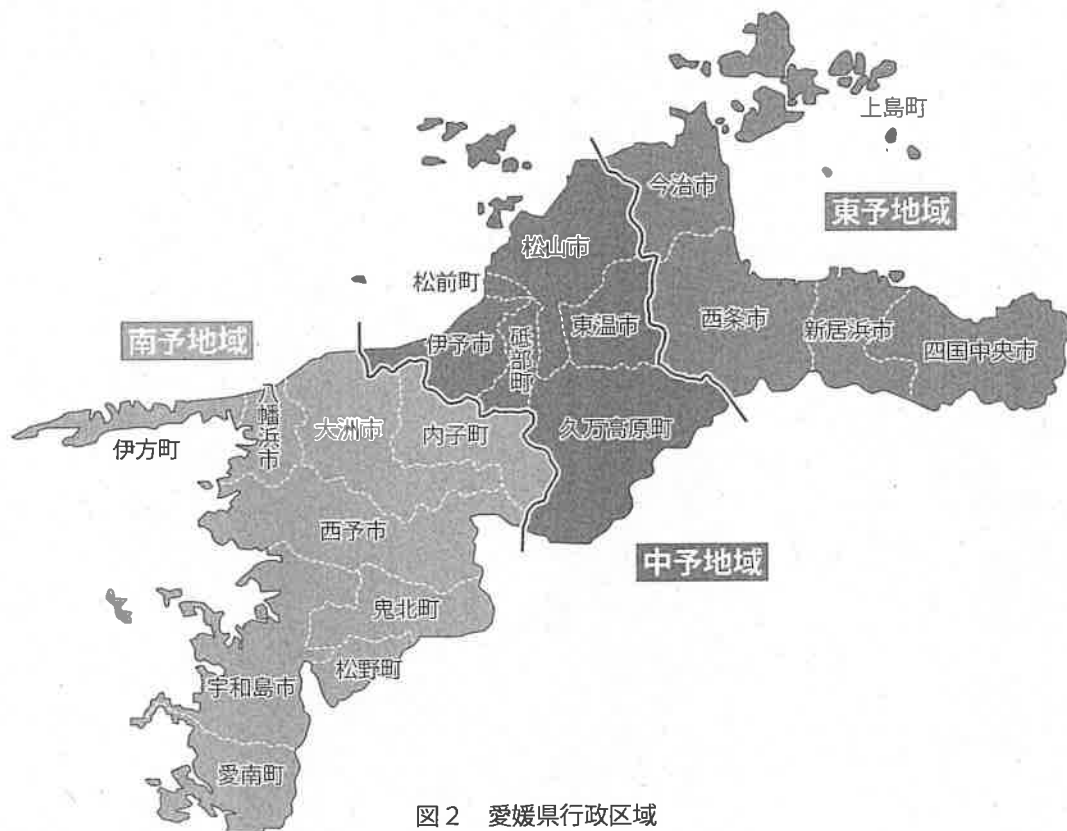 上島町
今治市
東予地域
松山市
松前町
東温市
西条市
新居浜市
四国中央市
南予地域
伊予市
砥部町
八幡浜市
大洲市
内子町
久万高原町
伊方町
西予市
中予地域
鬼北町
松野町
宇和島市
愛南町
図2 愛媛県行政区域